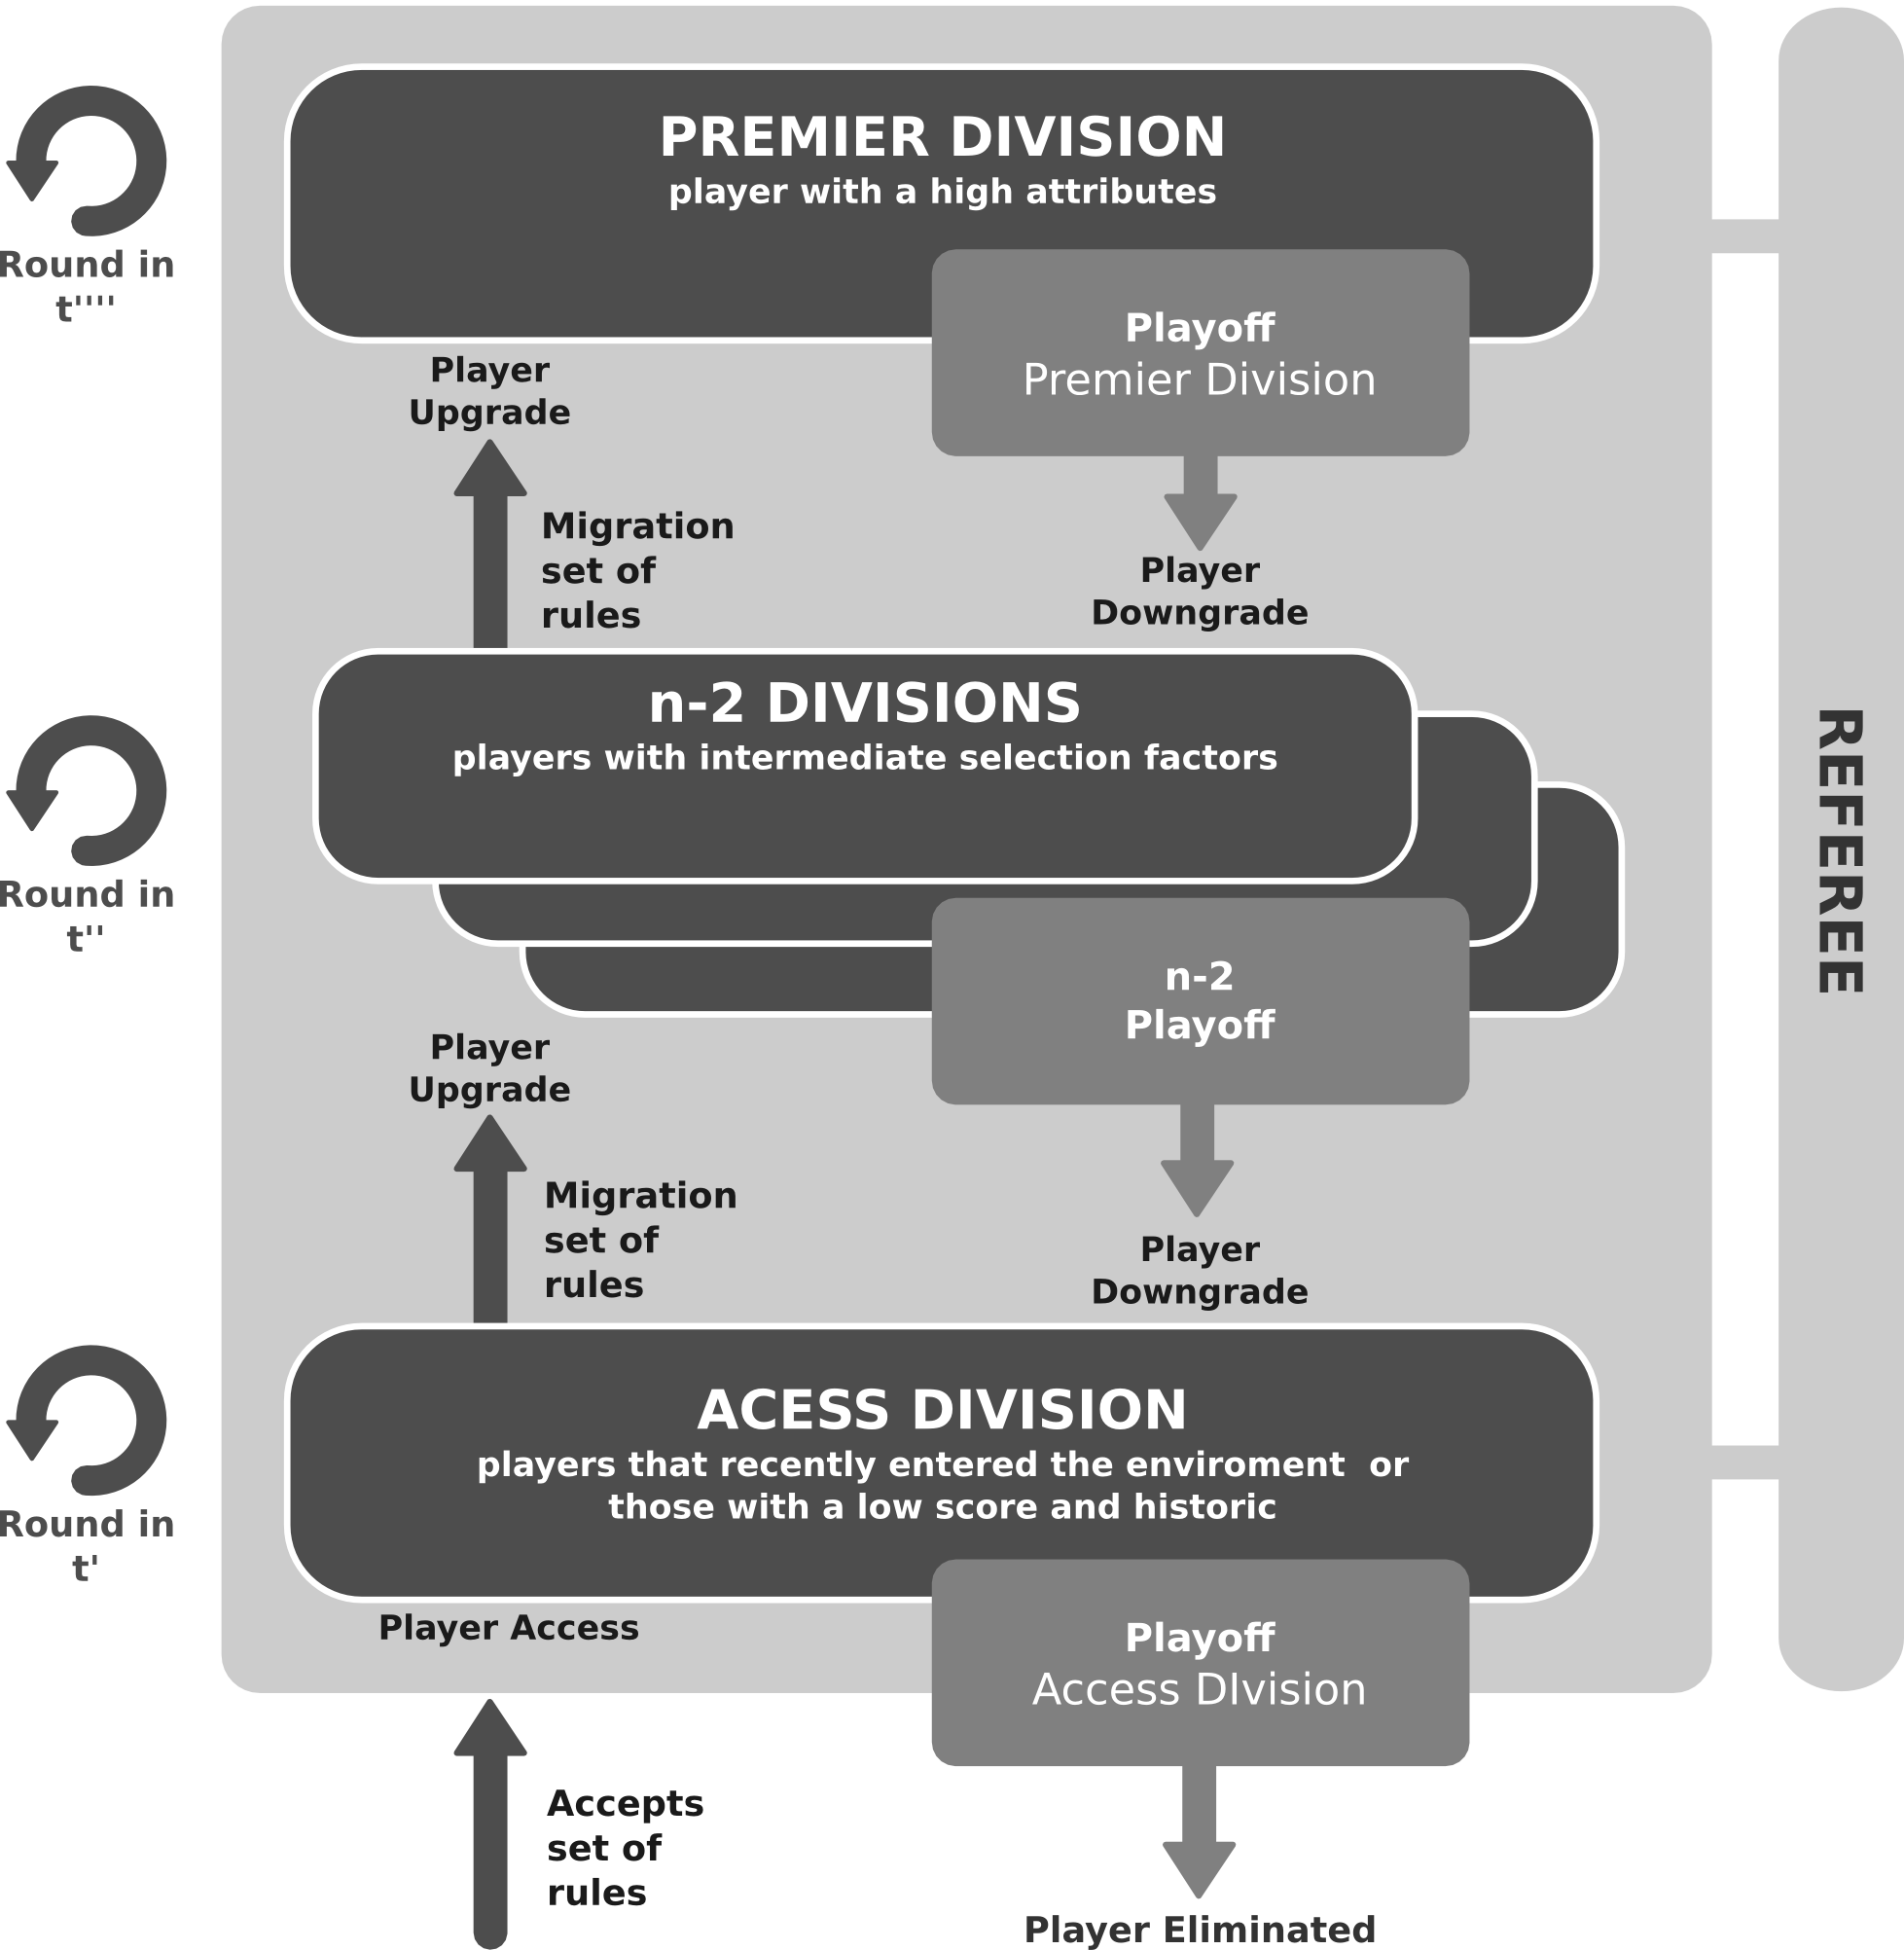 PREMIER DIVISION
player with a high attributes
Round in
t''''
Playoff
Premier Division
Player
Upgrade
Migration
set of
rules
Player
Downgrade
n-2 DIVISIONS
players with intermediate selection factors
Round in
t''
n-2
Playoff
REFEREE
Player
Upgrade
Migration
set of
rules
Player
Downgrade
ACESS DIVISION
players that recently entered the enviroment  or
those with a low score and historic
Round in
t'
Player Access
Playoff
Access DIvision
Accepts
set of
rules
Player Eliminated